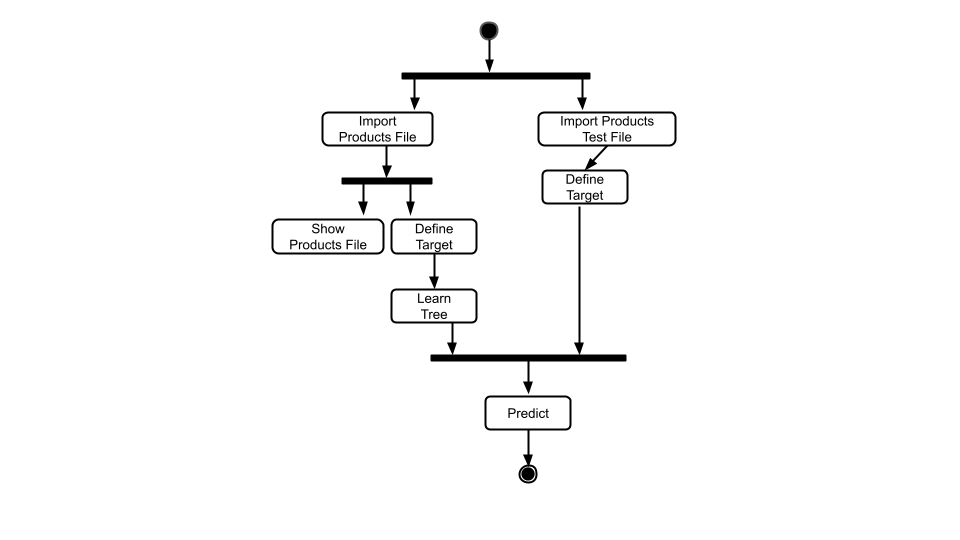 Import
Products File
Import Products
Test File
Define
Target
Show
Products File
Define
Target
Learn
Tree
Predict